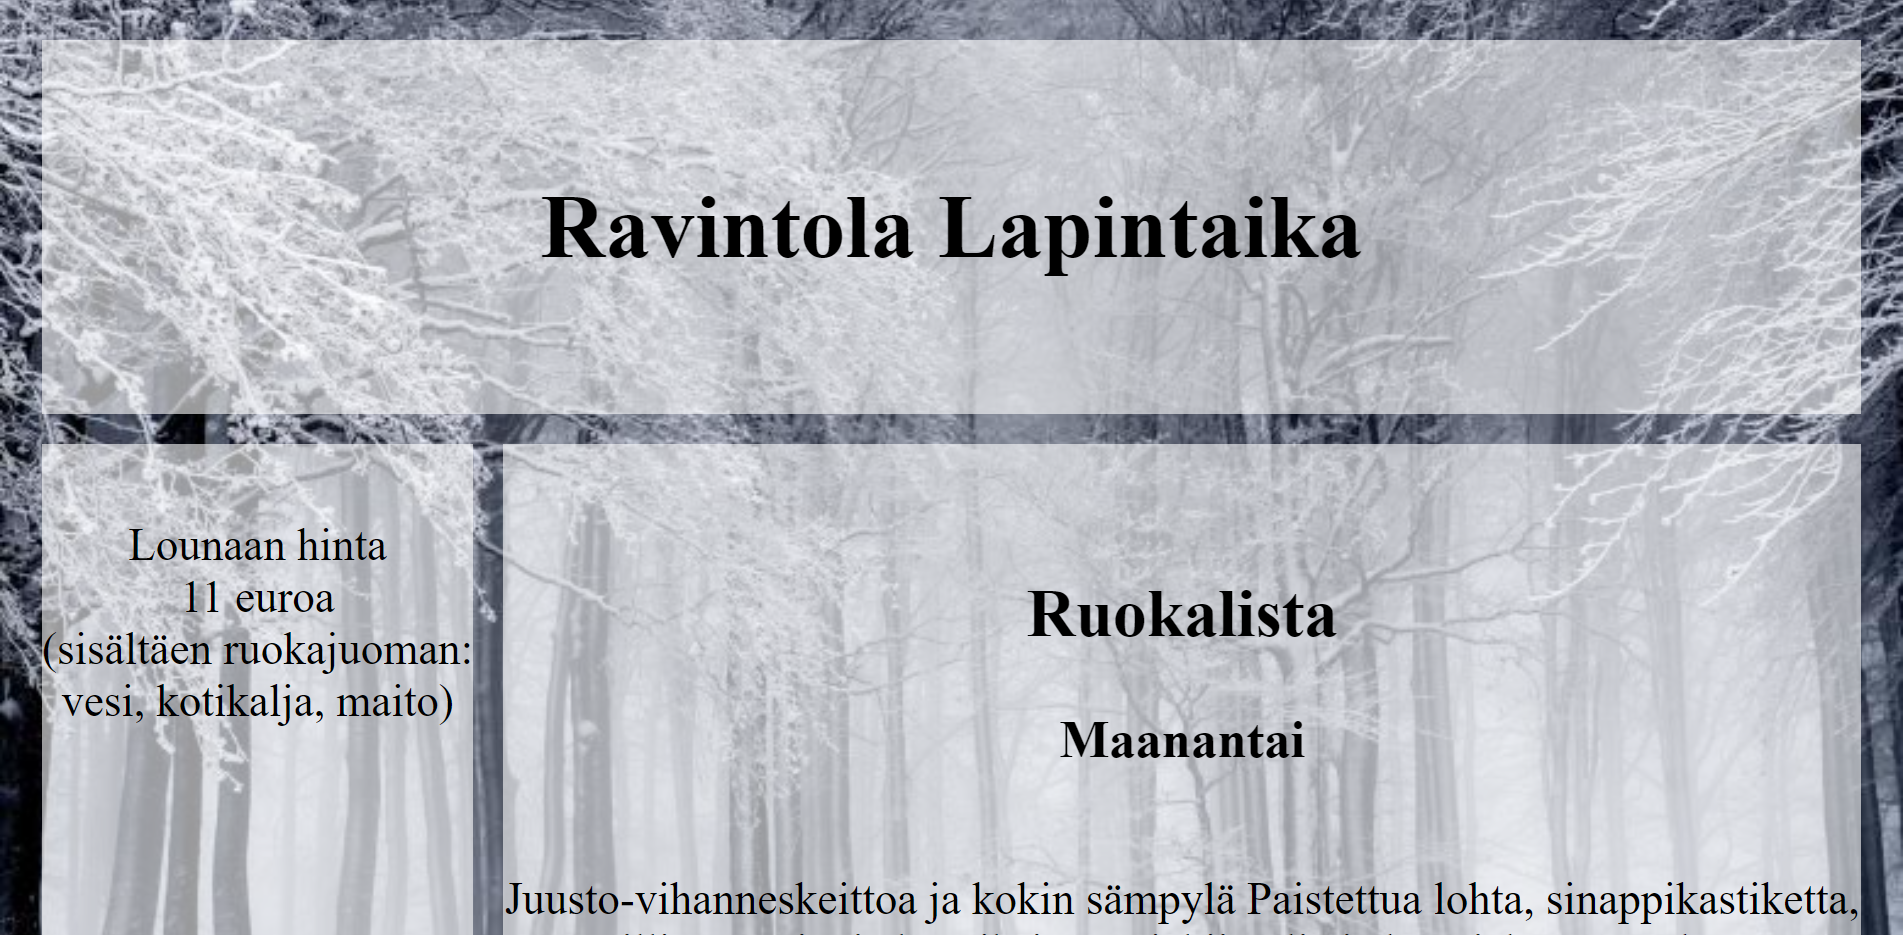 Ravintola Lapintaika
Lounaan hinta
11 euroa
(sisältäen ruokajuoman:
vesi, kotikalja, maito)
Ruokalista
Maanantai
Juusto-vihanneskeittoa ja kokin sämpylä Paistettua lohta, sinappikastiketta,